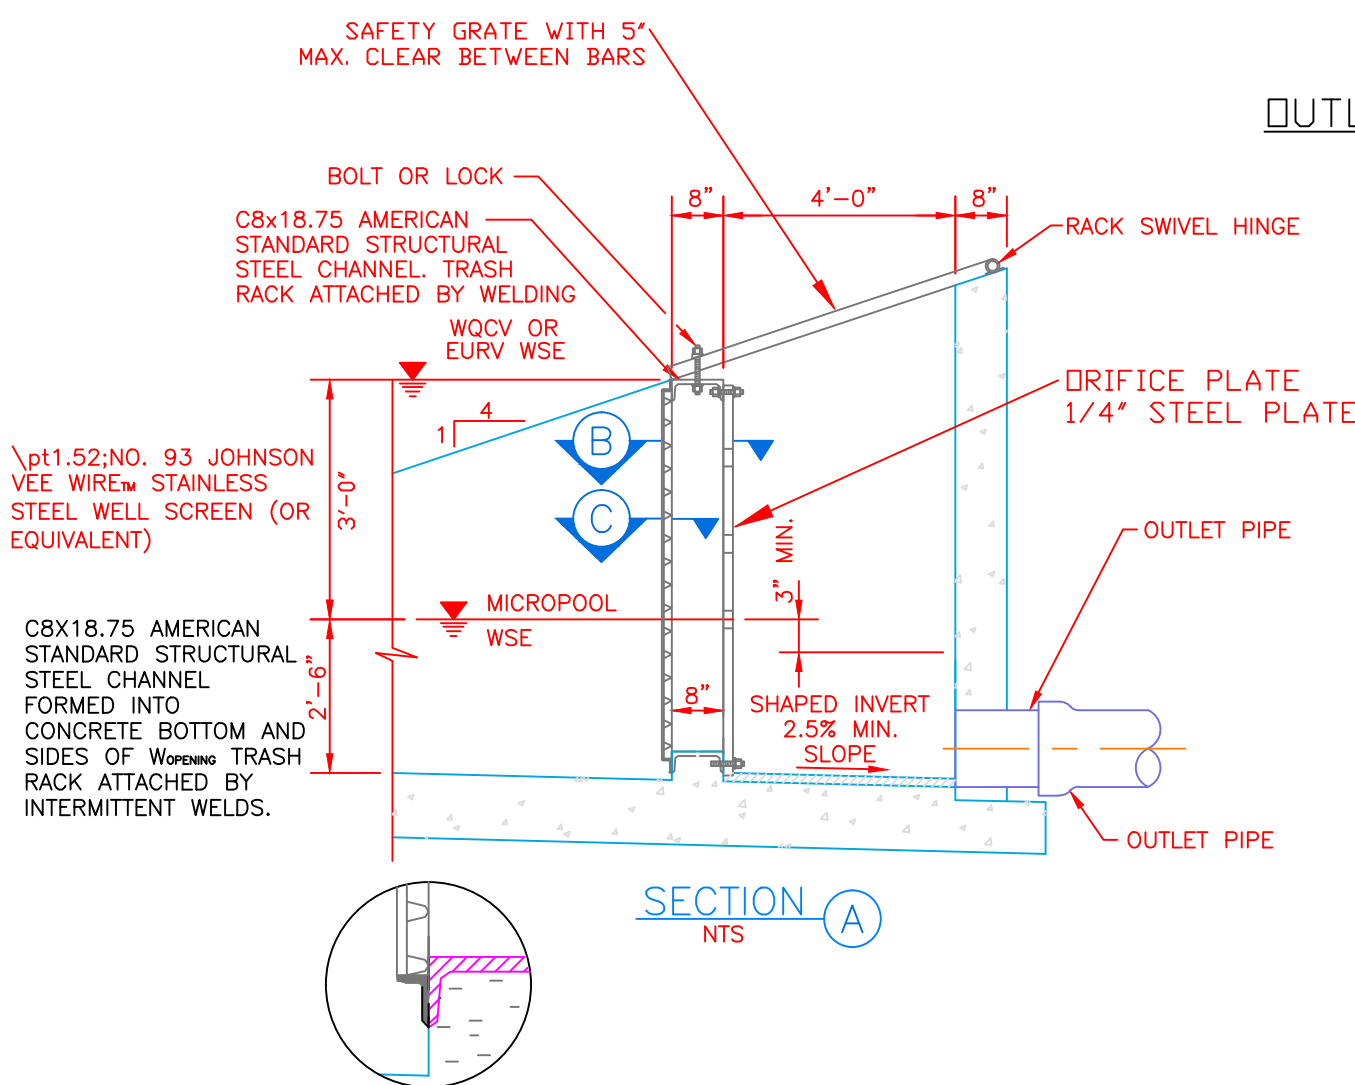 SAFETY GRATE WITH 5"
MAX. CLEAR BETWEEN BARS
OUTL
BOLT OR LOCK
8"
4'-0"
8"
C8x18.75 AMERICAN
STANDARD STRUCTURAL
STEEL CHANNEL. TRASH
RACK ATTACHED BY WELDING
RACK SWIVEL HINGE
WQCV OR
EURV WSE
ORIFICE PLATE
1/4" STEEL PLATE
4
1
B
\pt1.52;NO. 93 JOHNSON
VEE WIRE™ STAINLESS
STEEL WELL SCREEN (OR
EQUIVALENT)
3'-0"
C
3" MIN.
OUTLET PIPE
MICROPOOL
WSE
C8X18.75 AMERICAN
STANDARD STRUCTURAL
STEEL CHANNEL
FORMED INTO
CONCRETE BOTTOM AND
SIDES OF WOPENING TRASH
RACK ATTACHED BY
INTERMITTENT WELDS.
2'-6"
8"
SHAPED INVERT
2.5% MIN.
SLOPE
OUTLET PIPE
SECTION A
NTS